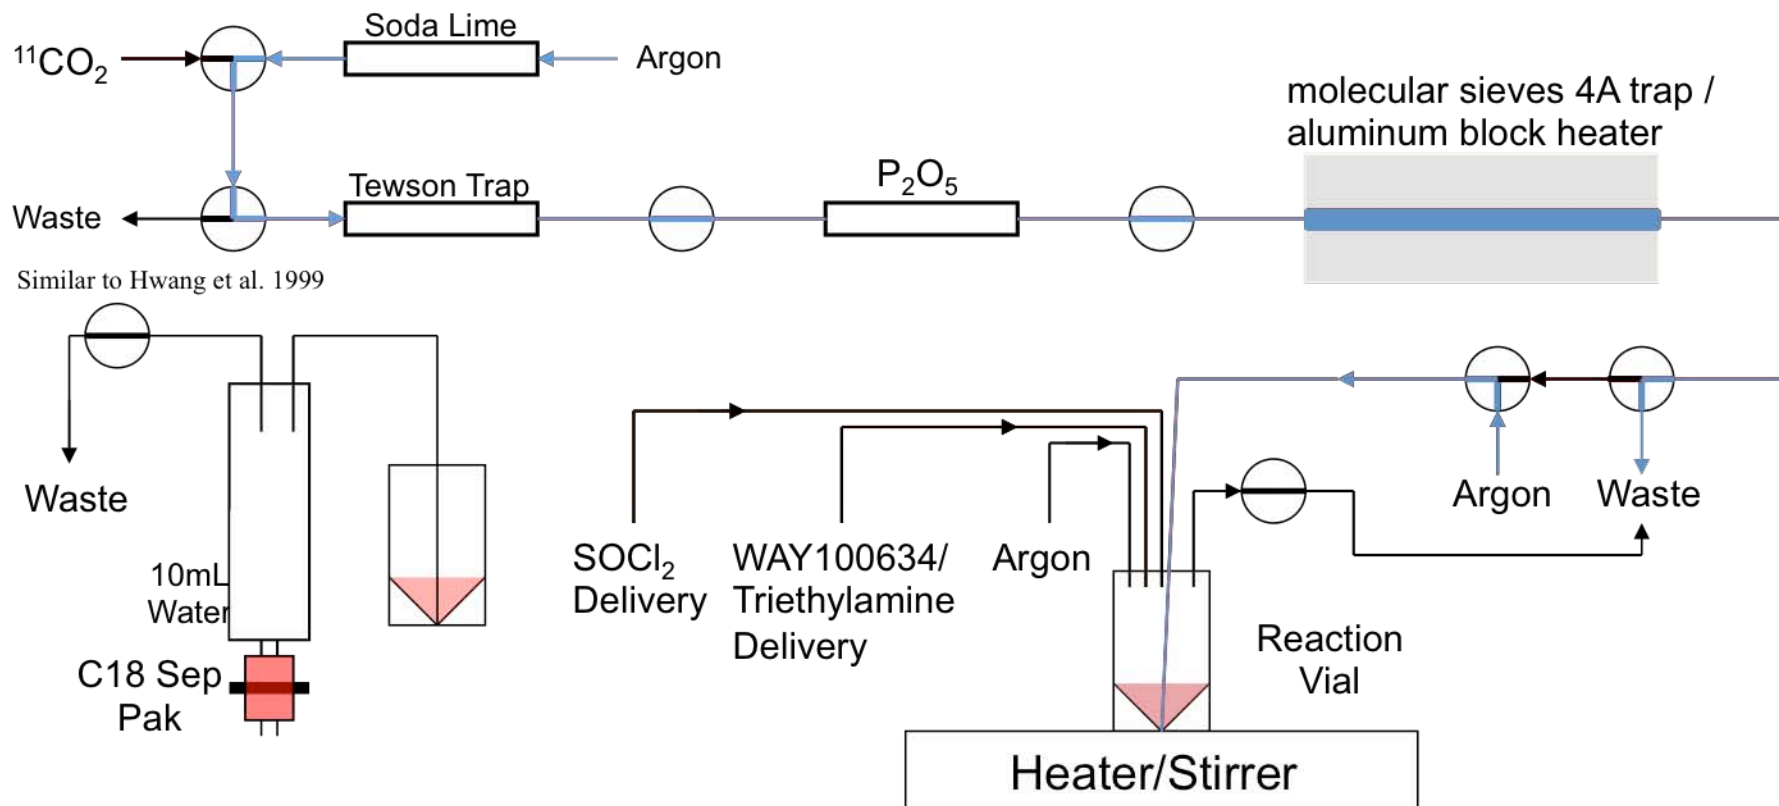 Soda Lime
¹¹CO₂
Argon
molecular sieves 4A trap /
aluminum block heater
P₂O₅
Tewson Trap
Waste
Similar to Hwang et al. 1999
Waste
Argon
Waste
SOCl₂
Delivery
WAY100634/
Triethylamine
Delivery
Argon
10mL
Water
Reaction
Vial
C18 Sep
Pak
Heater/Stirrer